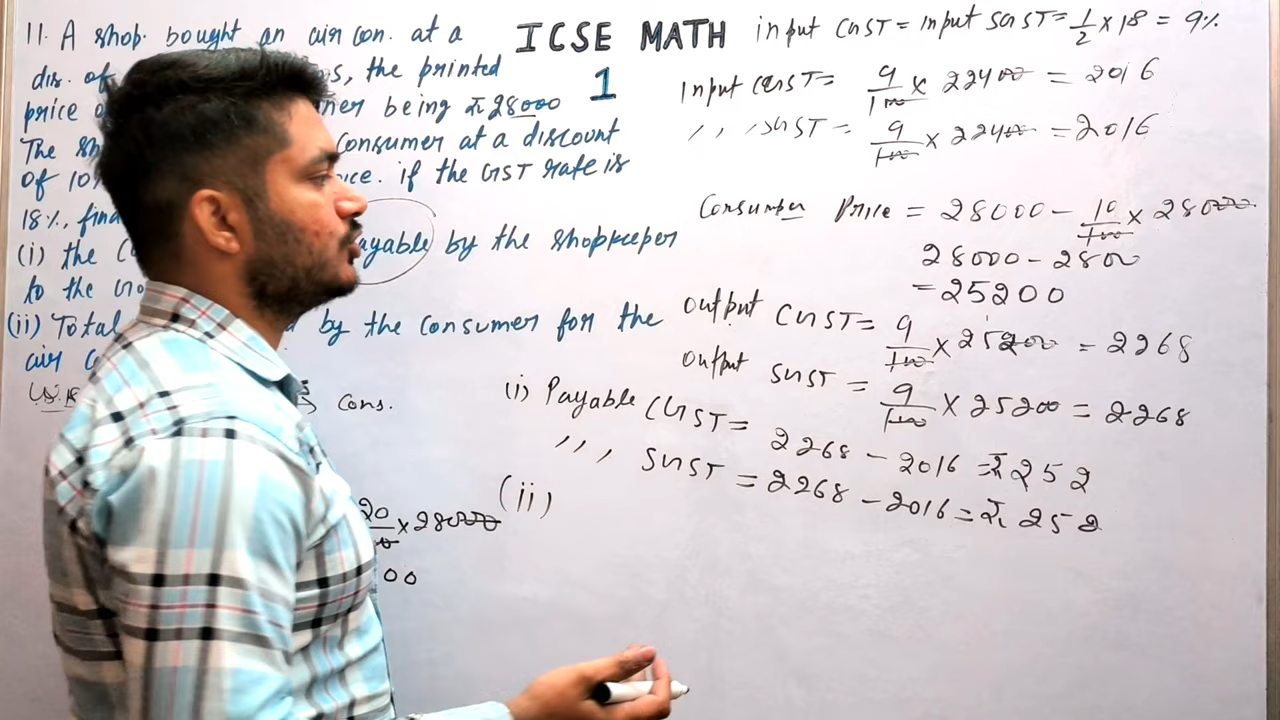 11. A shop. bought an air con. at a
dis. of s, the printed
price o ner being ₹28000
The sh Consumer at a discount
Of 10% ice. if the GST rate is
18%, find
(i) the C ayable by the shopkeeper
to the Go
(ii) Total d by the Consumer for the
air c
Cons.
20 × 28000
00
ICSE MATH
1
input CGST = input SGST = 1/2 × 18 = 9%
Input CGST = 9/100 × 22400 = 2016
,, ,, SGST = 9/100 × 22400 = 2016
Consumber Price = 28000 - 10/100 × 28000
28000 - 2800
= 25200
output CGST = 9/100 × 25200 = 2268
output SGST = 9/100 × 25200 = 2268
(i) Payable CGST = 2268 - 2016 = ₹252
,, ,, SGST = 2268 - 2016 = ₹252
(ii)